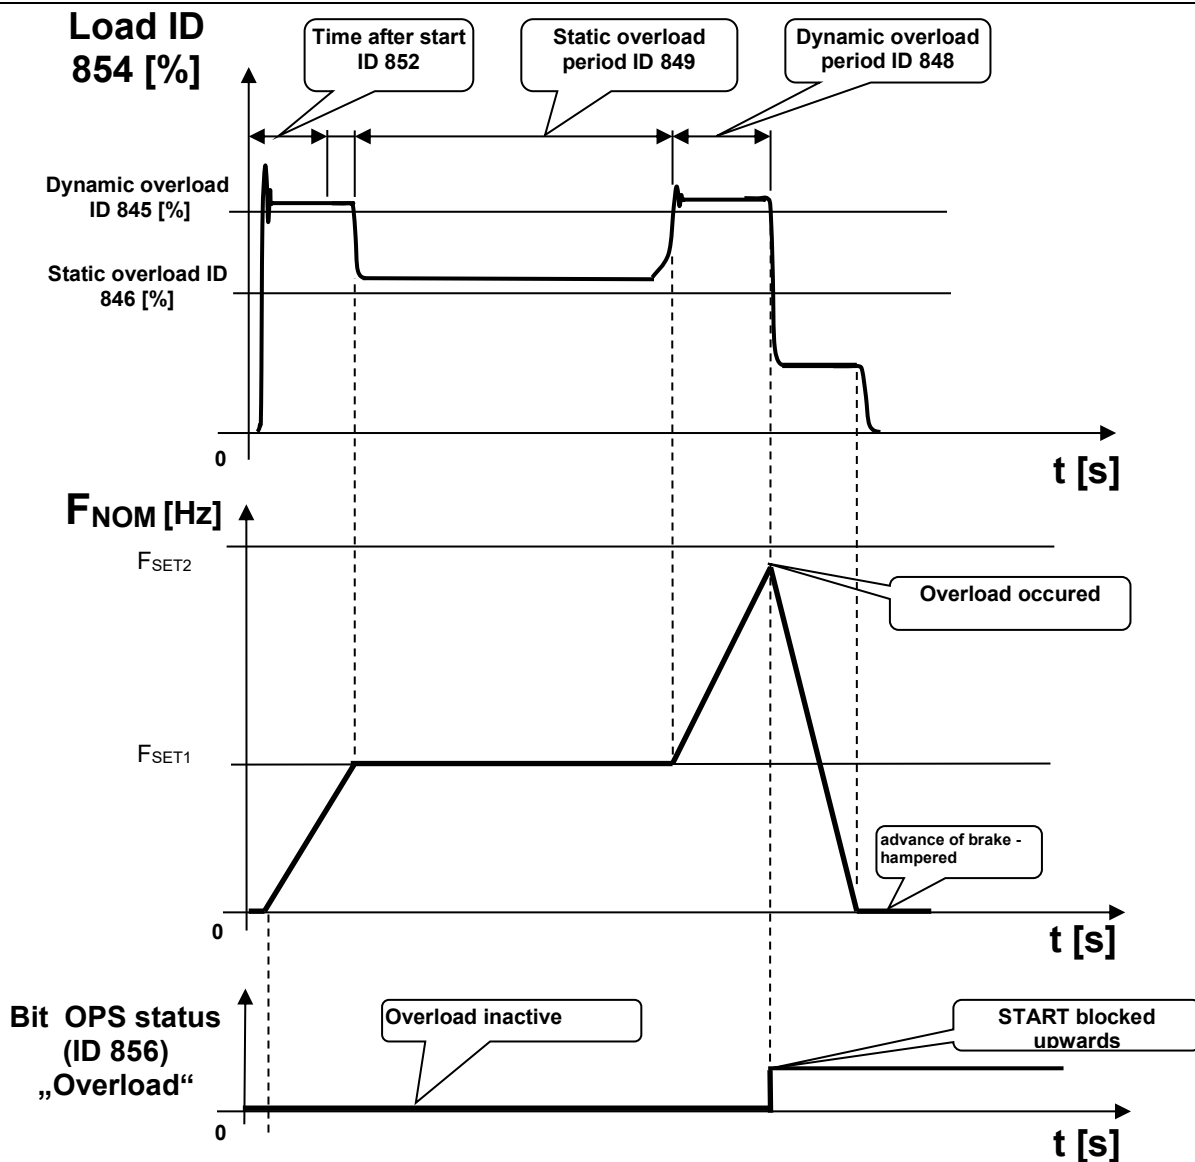 Load ID
854 [%]
Time after start
ID 852
Static overload
period ID 849
Dynamic overload
period ID 848
Dynamic overload
ID 845 [%]
Static overload ID
846 [%]
0
t [s]
FNOM [Hz]
FSET2
Overload occured
FSET1
advance of brake -
hampered
0
t [s]
Bit OPS status
(ID 856)
„Overload“
Overload inactive
START blocked
upwards
0
t [s]